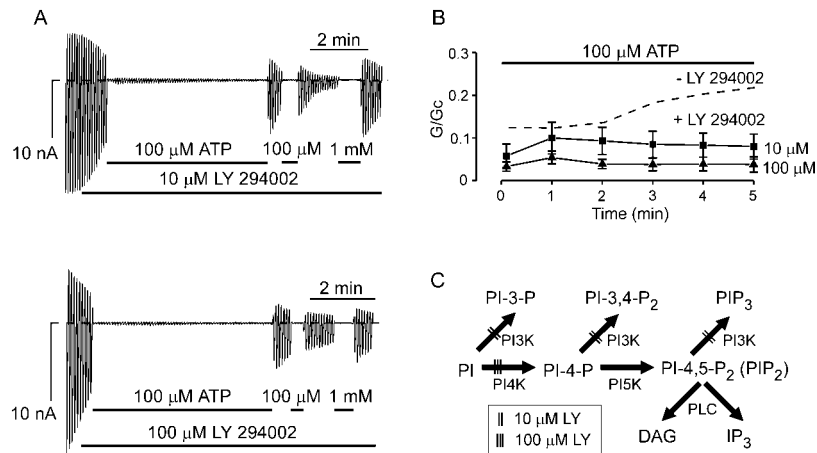 A
2 min
10 nA
100 µM ATP
100 µM
1 mM
10 µM LY 294002
2 min
10 nA
100 µM ATP
100 µM
1 mM
100 µM LY 294002
B
100 µM ATP
0.3
0.2
0.1
0
G/Gc
- LY 294002
+ LY 294002
10 µM
100 µM
0 1 2 3 4 5
Time (min)
C
PI-3-P PI-3,4-P2 PIP3
PI3K PI3K PI3K
PI PI-4-P PI-4,5-P2 (PIP2)
PI4K PI5K
PLC
10 µM LY
100 µM LY
DAG IP3